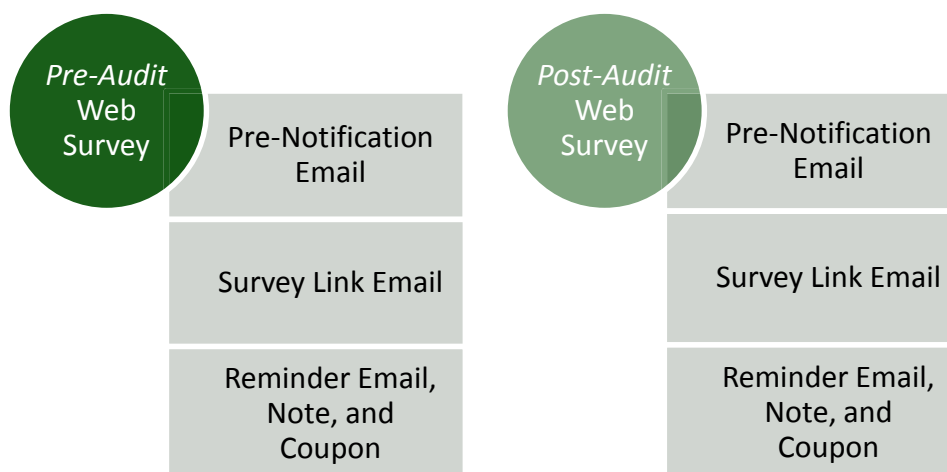 Pre-Audit
Web
Survey
Pre-Notification
Email
Survey Link Email
Reminder Email,
Note, and
Coupon
Post-Audit
Web
Survey
Pre-Notification
Email
Survey Link Email
Reminder Email,
Note, and
Coupon